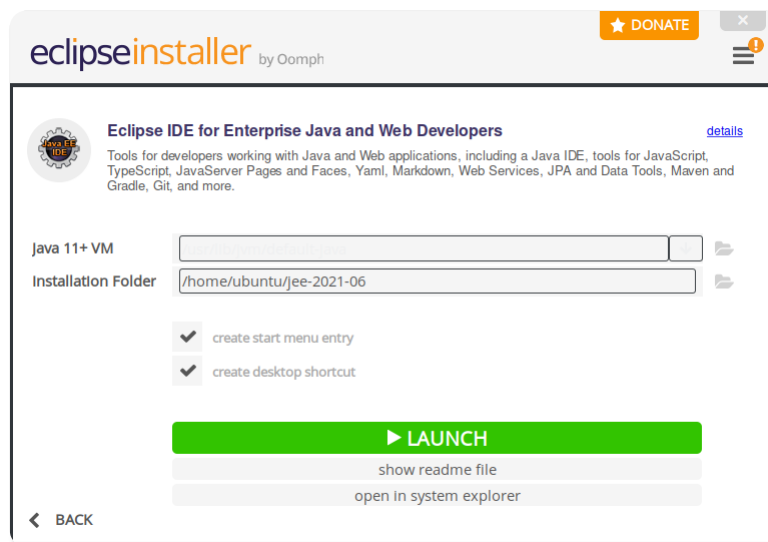 DONATE
eclipseinstaller by Oomph
Java EE
IDE
Eclipse IDE for Enterprise Java and Web Developers
details
Tools for developers working with Java and Web applications, including a Java IDE, tools for JavaScript,
TypeScript, JavaServer Pages and Faces, Yaml, Markdown, Web Services, JPA and Data Tools, Maven and
Gradle, Git, and more.
Java 11+ VM
Installation Folder /home/ubuntu/jee-2021-06
create start menu entry
create desktop shortcut
LAUNCH
show readme file
open in system explorer
BACK